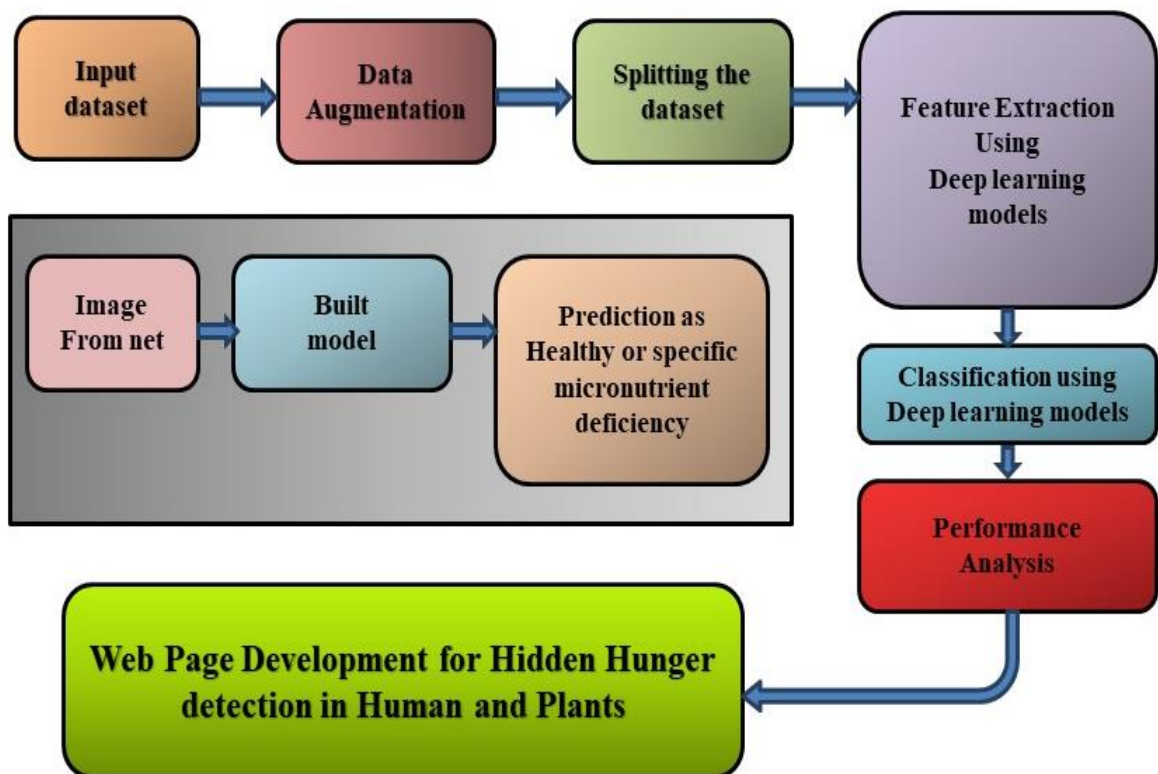 Input
dataset
Data
Augmentation
Splitting the
dataset
Feature Extraction
Using
Deep learning
models
Image
From net
Built
model
Prediction as
Healthy or specific
micronutrient
deficiency
Classification using
Deep learning models
Performance
Analysis
Web Page Development for Hidden Hunger
detection in Human and Plants